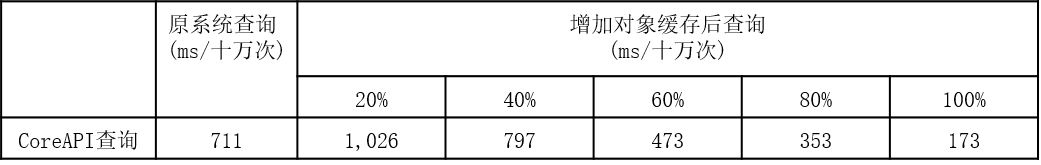 原系统查询
(ms/十万次)
增加对象缓存后查询
(ms/十万次)
20% 40% 60% 80% 100%
CoreAPI查询 711 1,026 797 473 353 173